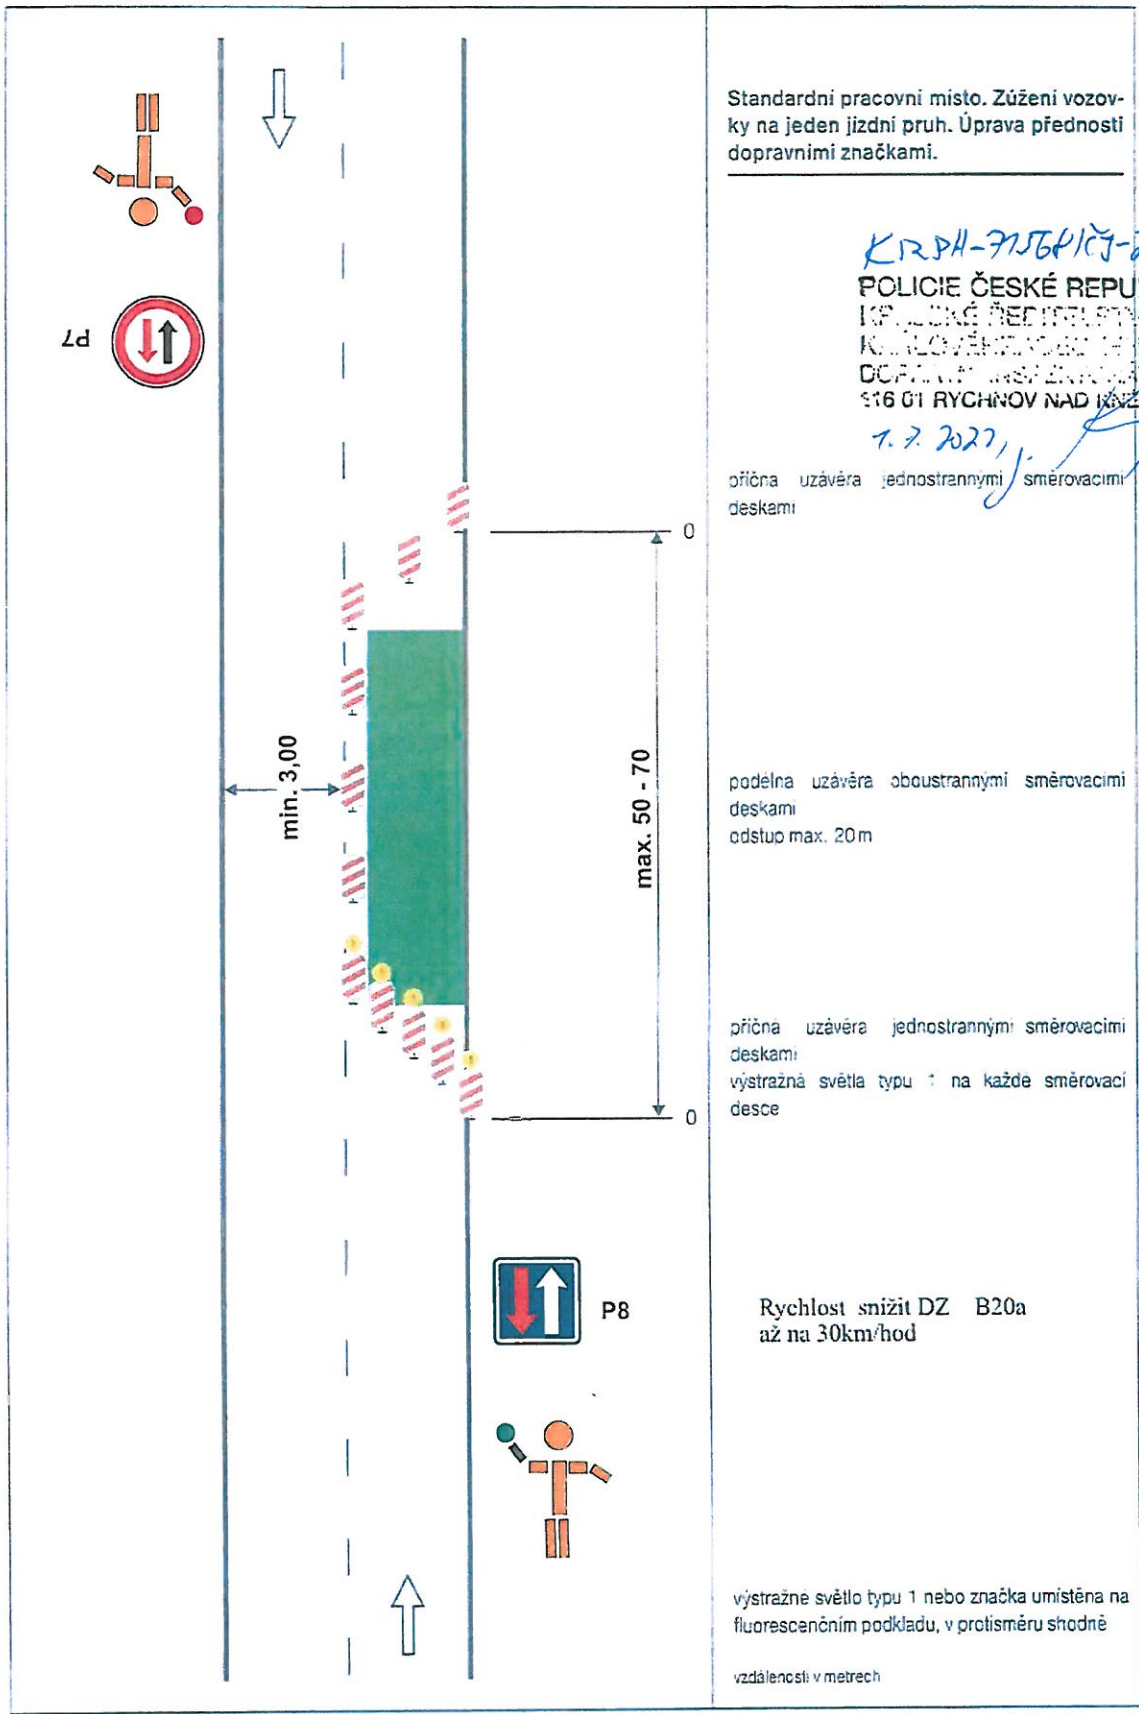 Standardní pracovní místo. Zúžení vozov-
ky na jeden jízdní pruh. Úprava přednosti
dopravními značkami.
POLICIE ČESKÉ REPU
516 01 RYCHNOV NAD KNĚ
P7
příčná uzávěra jednostrannými směrovacími
deskami
0
min. 3,00
max. 50 - 70
podélná uzávěra oboustrannými směrovacími
deskami
odstup max. 20m
příčná uzávěra jednostrannými směrovacími
deskami
výstražná světla typu 1 na každé směrovací
desce
0
P8
Rychlost snížit DZ B20a
až na 30km/hod
výstražné světlo typu 1 nebo značka umístěna na
fluorescenčním podkladu, v protisměru shodně
vzdálenosti v metrech